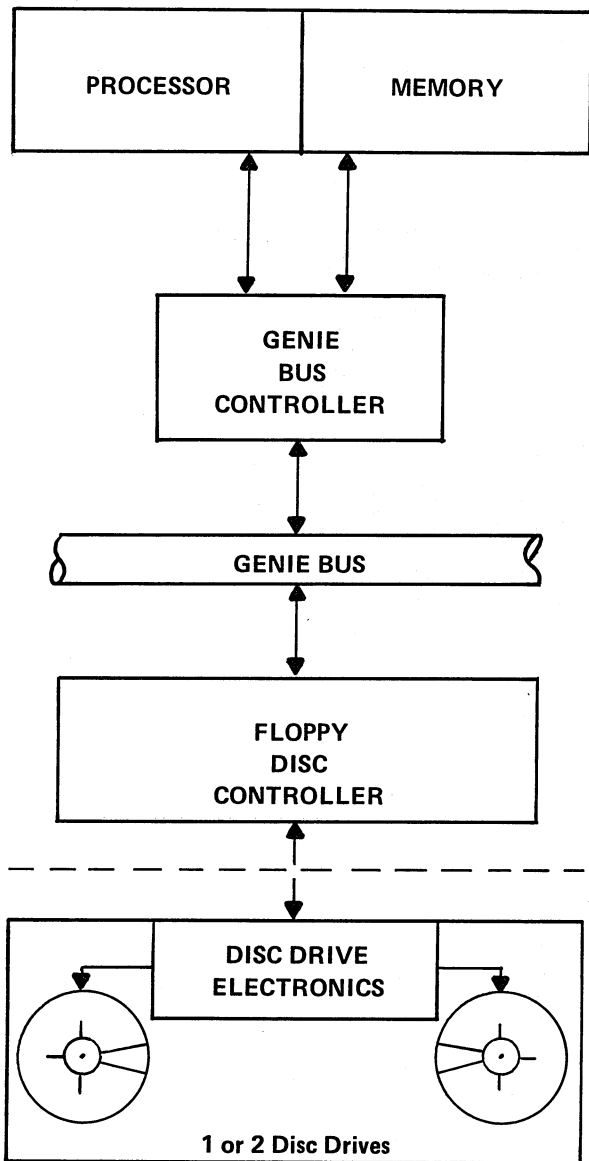 PROCESSOR
MEMORY
GENIE
BUS
CONTROLLER
GENIE BUS
FLOPPY
DISC
CONTROLLER
DISC DRIVE
ELECTRONICS
1 or 2 Disc Drives